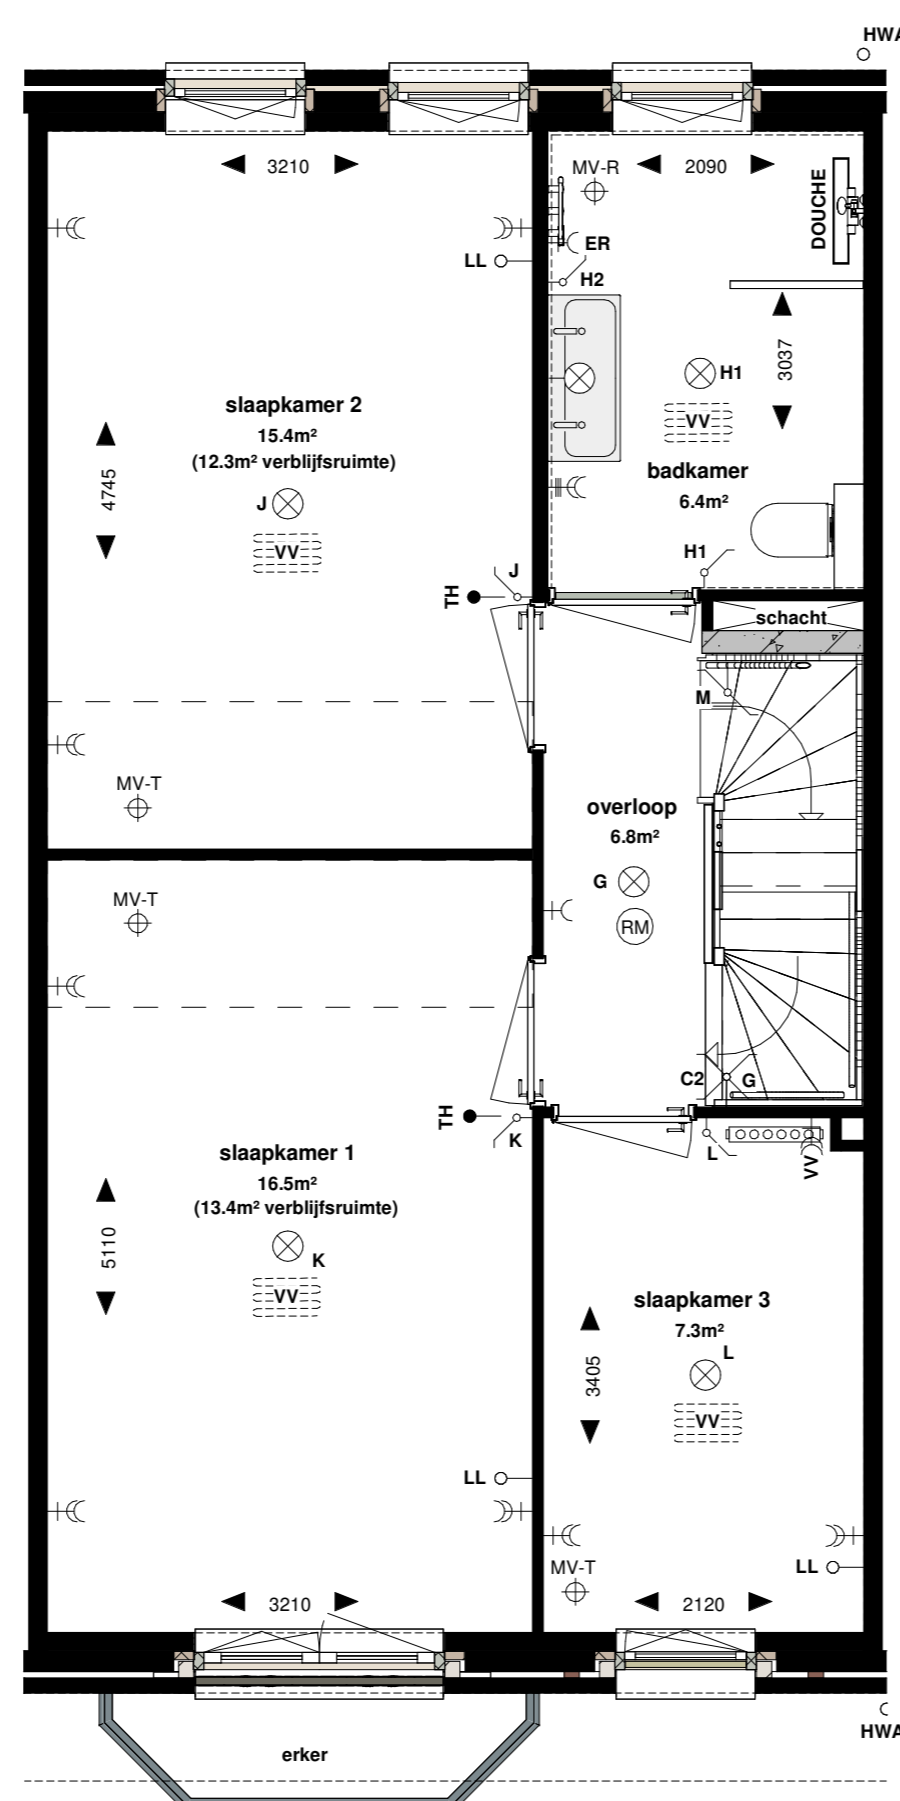 HWA
3210
MV-R
2090
DOUCHE
ER
LL
H2
3037
H1
VV
slaapkamer 2
15.4m²
(12.3m² verblijfsruimte)
4745
J
VV
badkamer
6.4m²
H1
J
TH
schacht
M
MV-T
overloop
6.8m²
G
RM
MV-T
C2
G
TH
K
L
VV
slaapkamer 1
16.5m²
(13.4m² verblijfsruimte)
5110
K
VV
slaapkamer 3
7.3m²
L
3405
VV
LL
MV-T
LL
3210
2120
HWA
erker